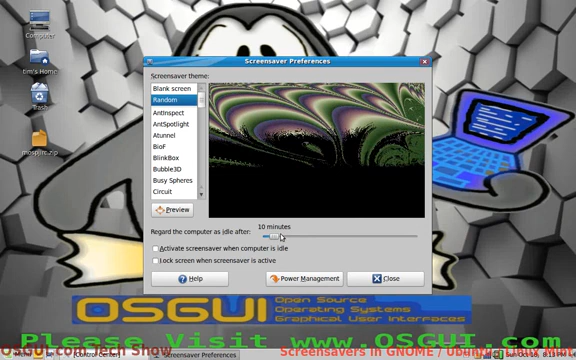 Computer
tim's Home
Trash
Screensaver Preferences
Screensaver theme:
Blank screen
Random
AntInspect
AntSpotlight
Atunnel
BioF
BlinkBox
Bubble3D
Busy Spheres
Circuit
Preview
Regard the computer as idle after:
10 minutes
Activate screensaver when computer is idle
Lock screen when screensaver is active
Help
Power Management
Close
OSGUI
Open Source
Operating Systems
Graphical User Interfaces
Please Visit www.OSGUI.com
Screensavers in GNOME /
Menu
[Control Center]
Screensaver Preferences